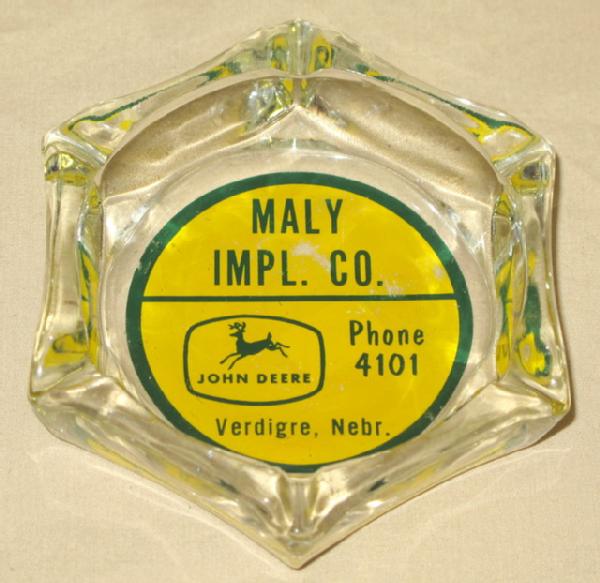 MALY
IMPL. CO.
JOHN DEERE
Phone
4101
Verdigre, Nebr.